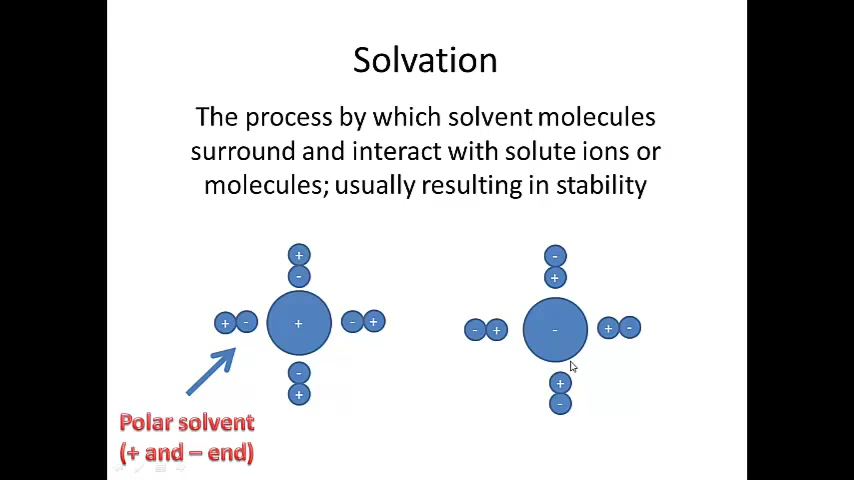 Solvation
The process by which solvent molecules
surround and interact with solute ions or
molecules; usually resulting in stability
+
-
+ -
+
- +
-
+
-
+
- +
-
+ -
+
-
Polar solvent
(+ and – end)